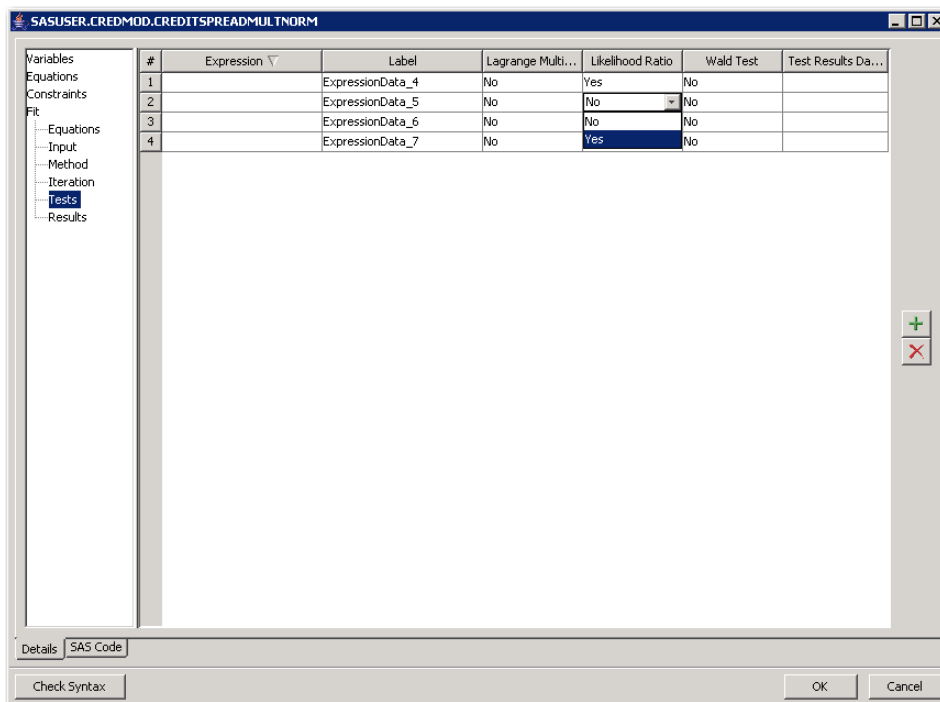 SASUSER.CREDMOD.CREDITSPREADMULTNORM
Variables
Equations
Constraints
Fit
Equations
Input
Method
Iteration
Tests
Results
# Expression Label Lagrange Multi... Likelihood Ratio Wald Test Test Results Da...
1 ExpressionData_4 No Yes No
2 ExpressionData_5 No No No
3 ExpressionData_6 No No No
4 ExpressionData_7 No Yes No
Details SAS Code
Check Syntax OK Cancel